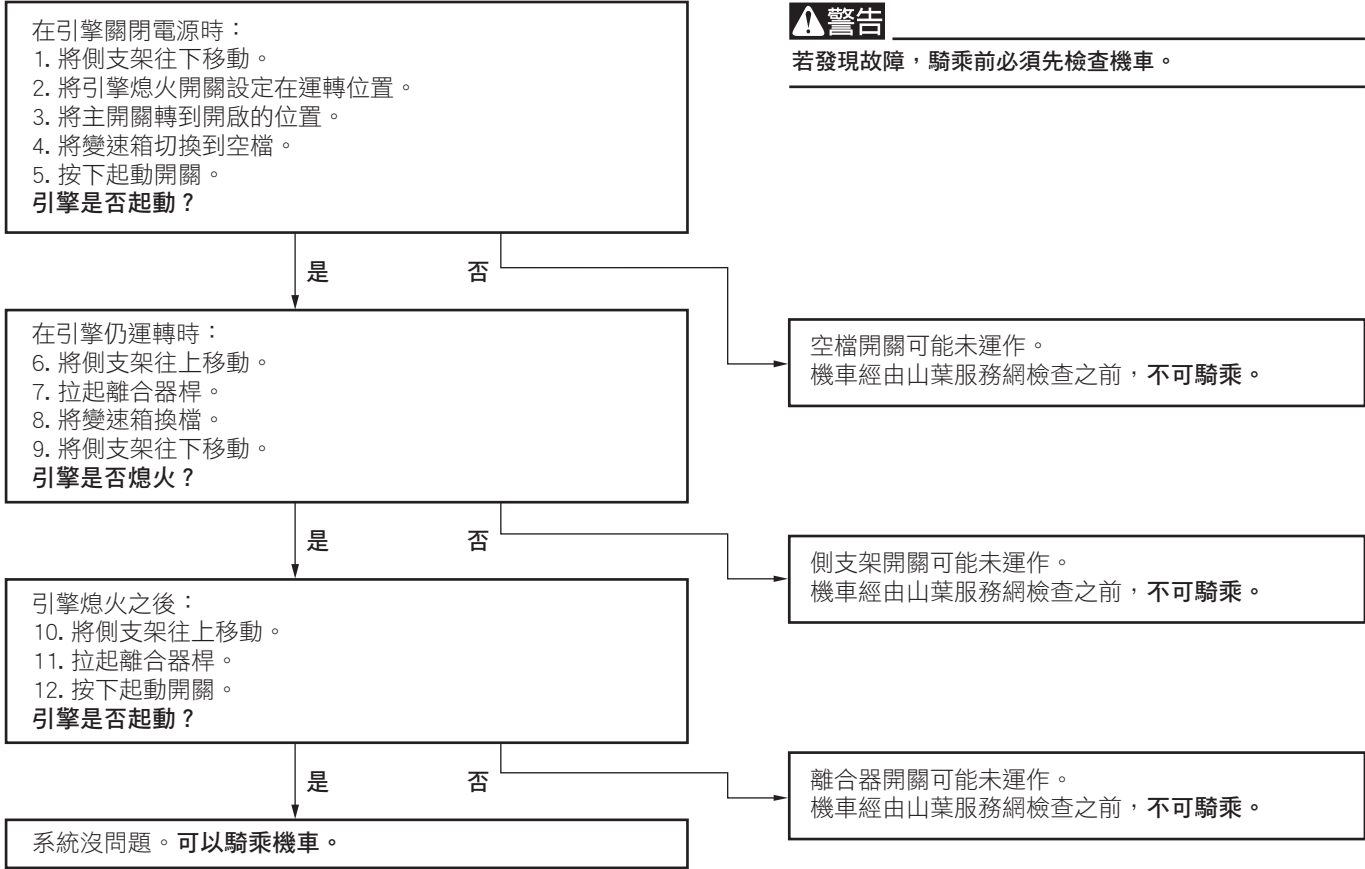 在引擎關閉電源時：
1. 將側支架往下移動。
2. 將引擎熄火開關設定在運轉位置。
3. 將主開關轉到開啟的位置。
4. 將變速箱切換到空檔。
5. 按下起動開關。
引擎是否起動？
警告
若發現故障，騎乘前必須先檢查機車。
是
否
在引擎仍運轉時：
6. 將側支架往上移動。
7. 拉起離合器桿。
8. 將變速箱換檔。
9. 將側支架往下移動。
引擎是否熄火？
空檔開關可能未運作。
機車經由山葉服務網檢查之前，不可騎乘。
是
否
引擎熄火之後：
10. 將側支架往上移動。
11. 拉起離合器桿。
12. 按下起動開關。
引擎是否起動？
側支架開關可能未運作。
機車經由山葉服務網檢查之前，不可騎乘。
是
否
離合器開關可能未運作。
機車經由山葉服務網檢查之前，不可騎乘。
系統沒問題。可以騎乘機車。